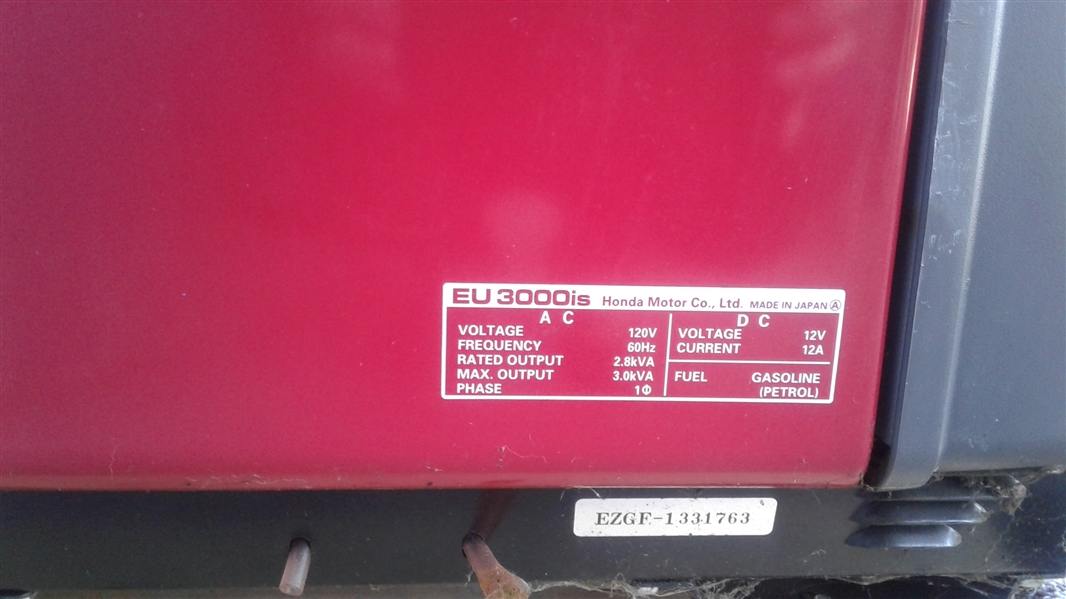 EU 3000is Honda Motor Co., Ltd. MADE IN JAPAN Ⓐ
A C
VOLTAGE 120V
FREQUENCY 60Hz
RATED OUTPUT 2.8kVA
MAX. OUTPUT 3.0kVA
PHASE 1Φ
D C
VOLTAGE 12V
CURRENT 12A
FUEL GASOLINE
(PETROL)
EZGF-1331763